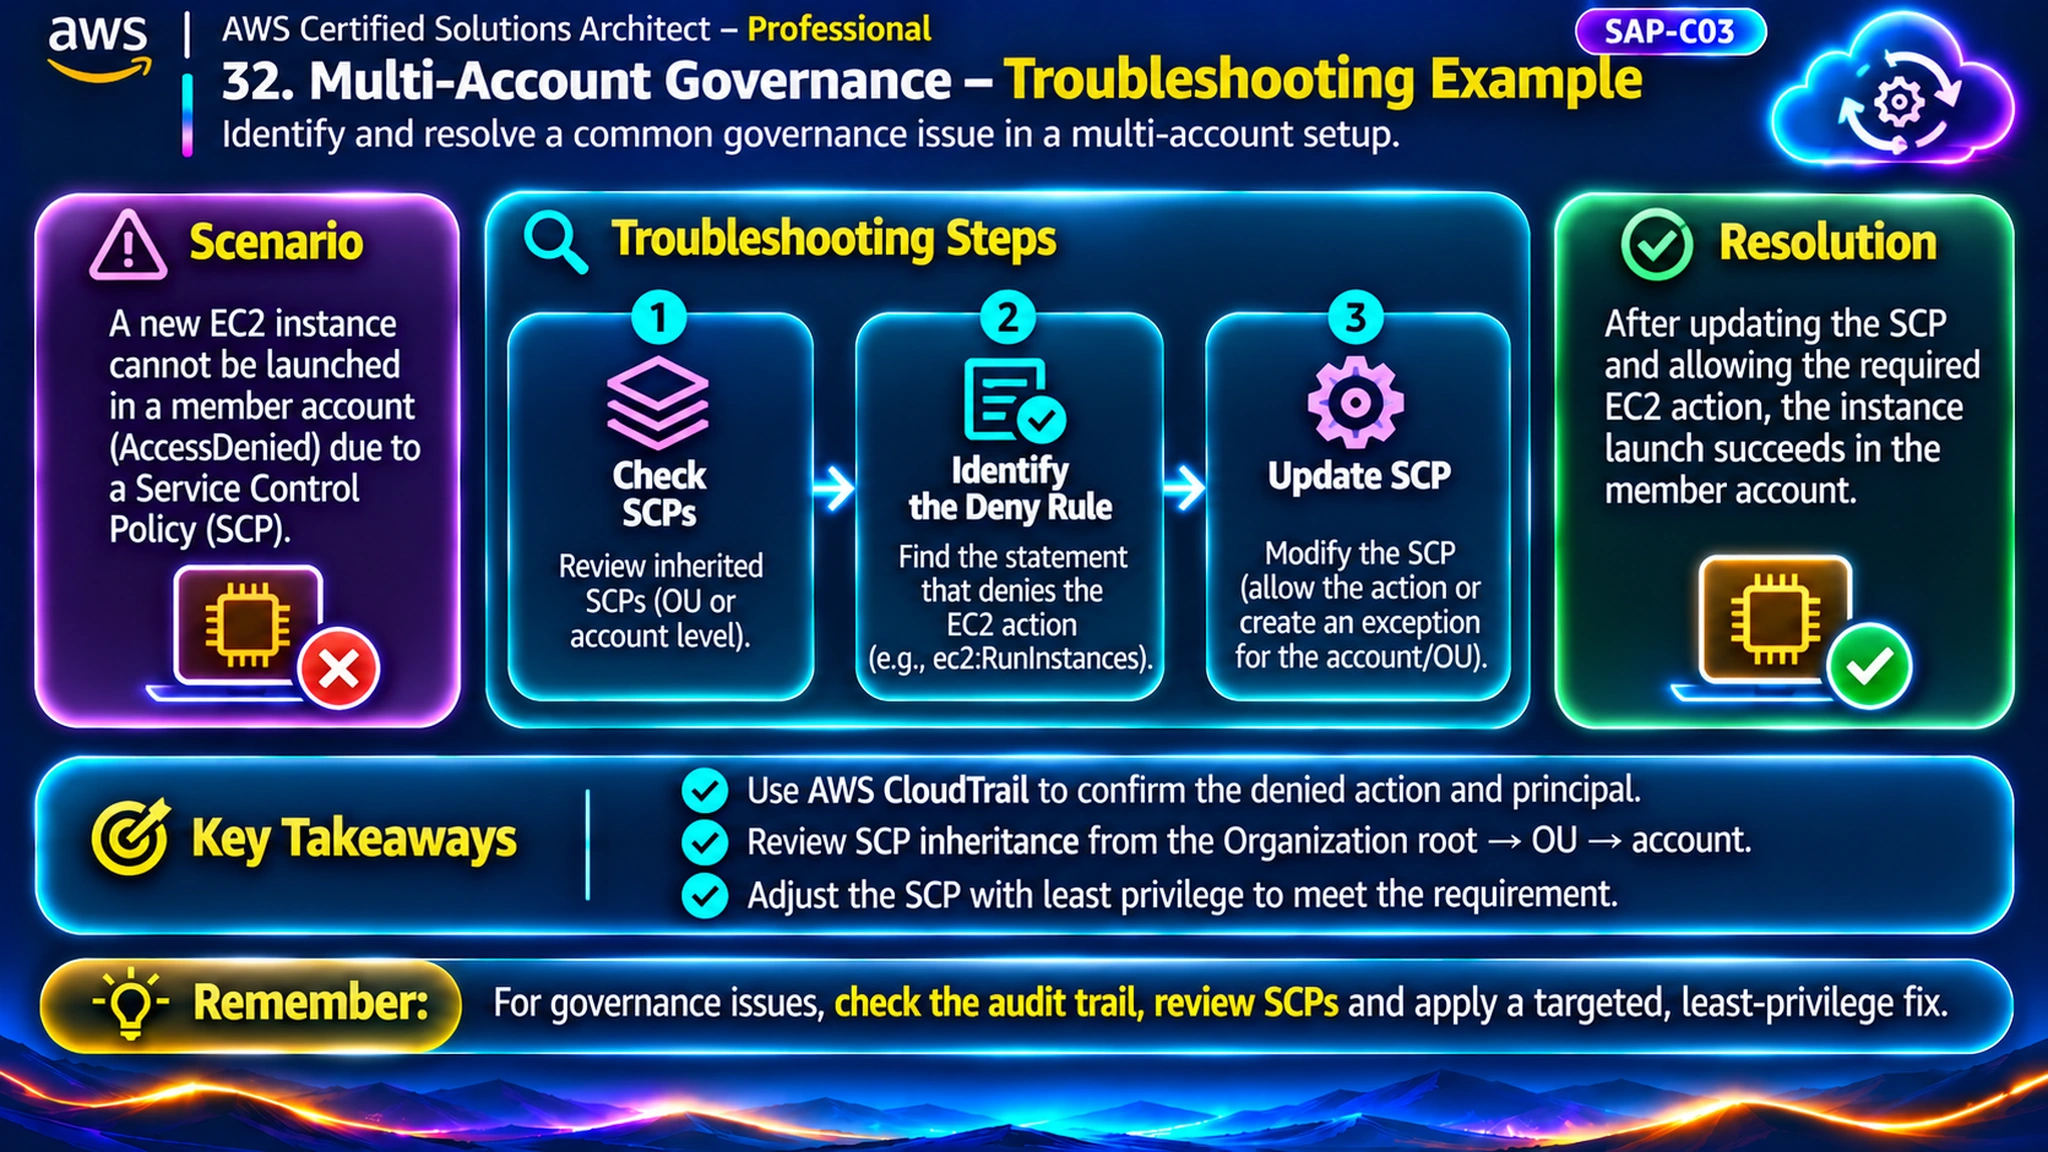 aws
AWS Certified Solutions Architect – Professional
SAP-C03
32. Multi-Account Governance – Troubleshooting Example
Identify and resolve a common governance issue in a multi-account setup.
Scenario
A new EC2 instance
cannot be launched
in a member account
(AccessDenied) due to
a Service Control
Policy (SCP).
Troubleshooting Steps
1
Check
SCPs
Review inherited
SCPs (OU or
account level).
2
Identify
the Deny Rule
Find the statement
that denies the
EC2 action
(e.g., ec2:RunInstances).
3
Update SCP
Modify the SCP
(allow the action or
create an exception
for the account/OU).
Resolution
After updating the SCP
and allowing the required
EC2 action, the instance
launch succeeds in the
member account.
Key Takeaways
Use AWS CloudTrail to confirm the denied action and principal.
Review SCP inheritance from the Organization root → OU → account.
Adjust the SCP with least privilege to meet the requirement.
Remember:
For governance issues, check the audit trail, review SCPs and apply a targeted, least-privilege fix.